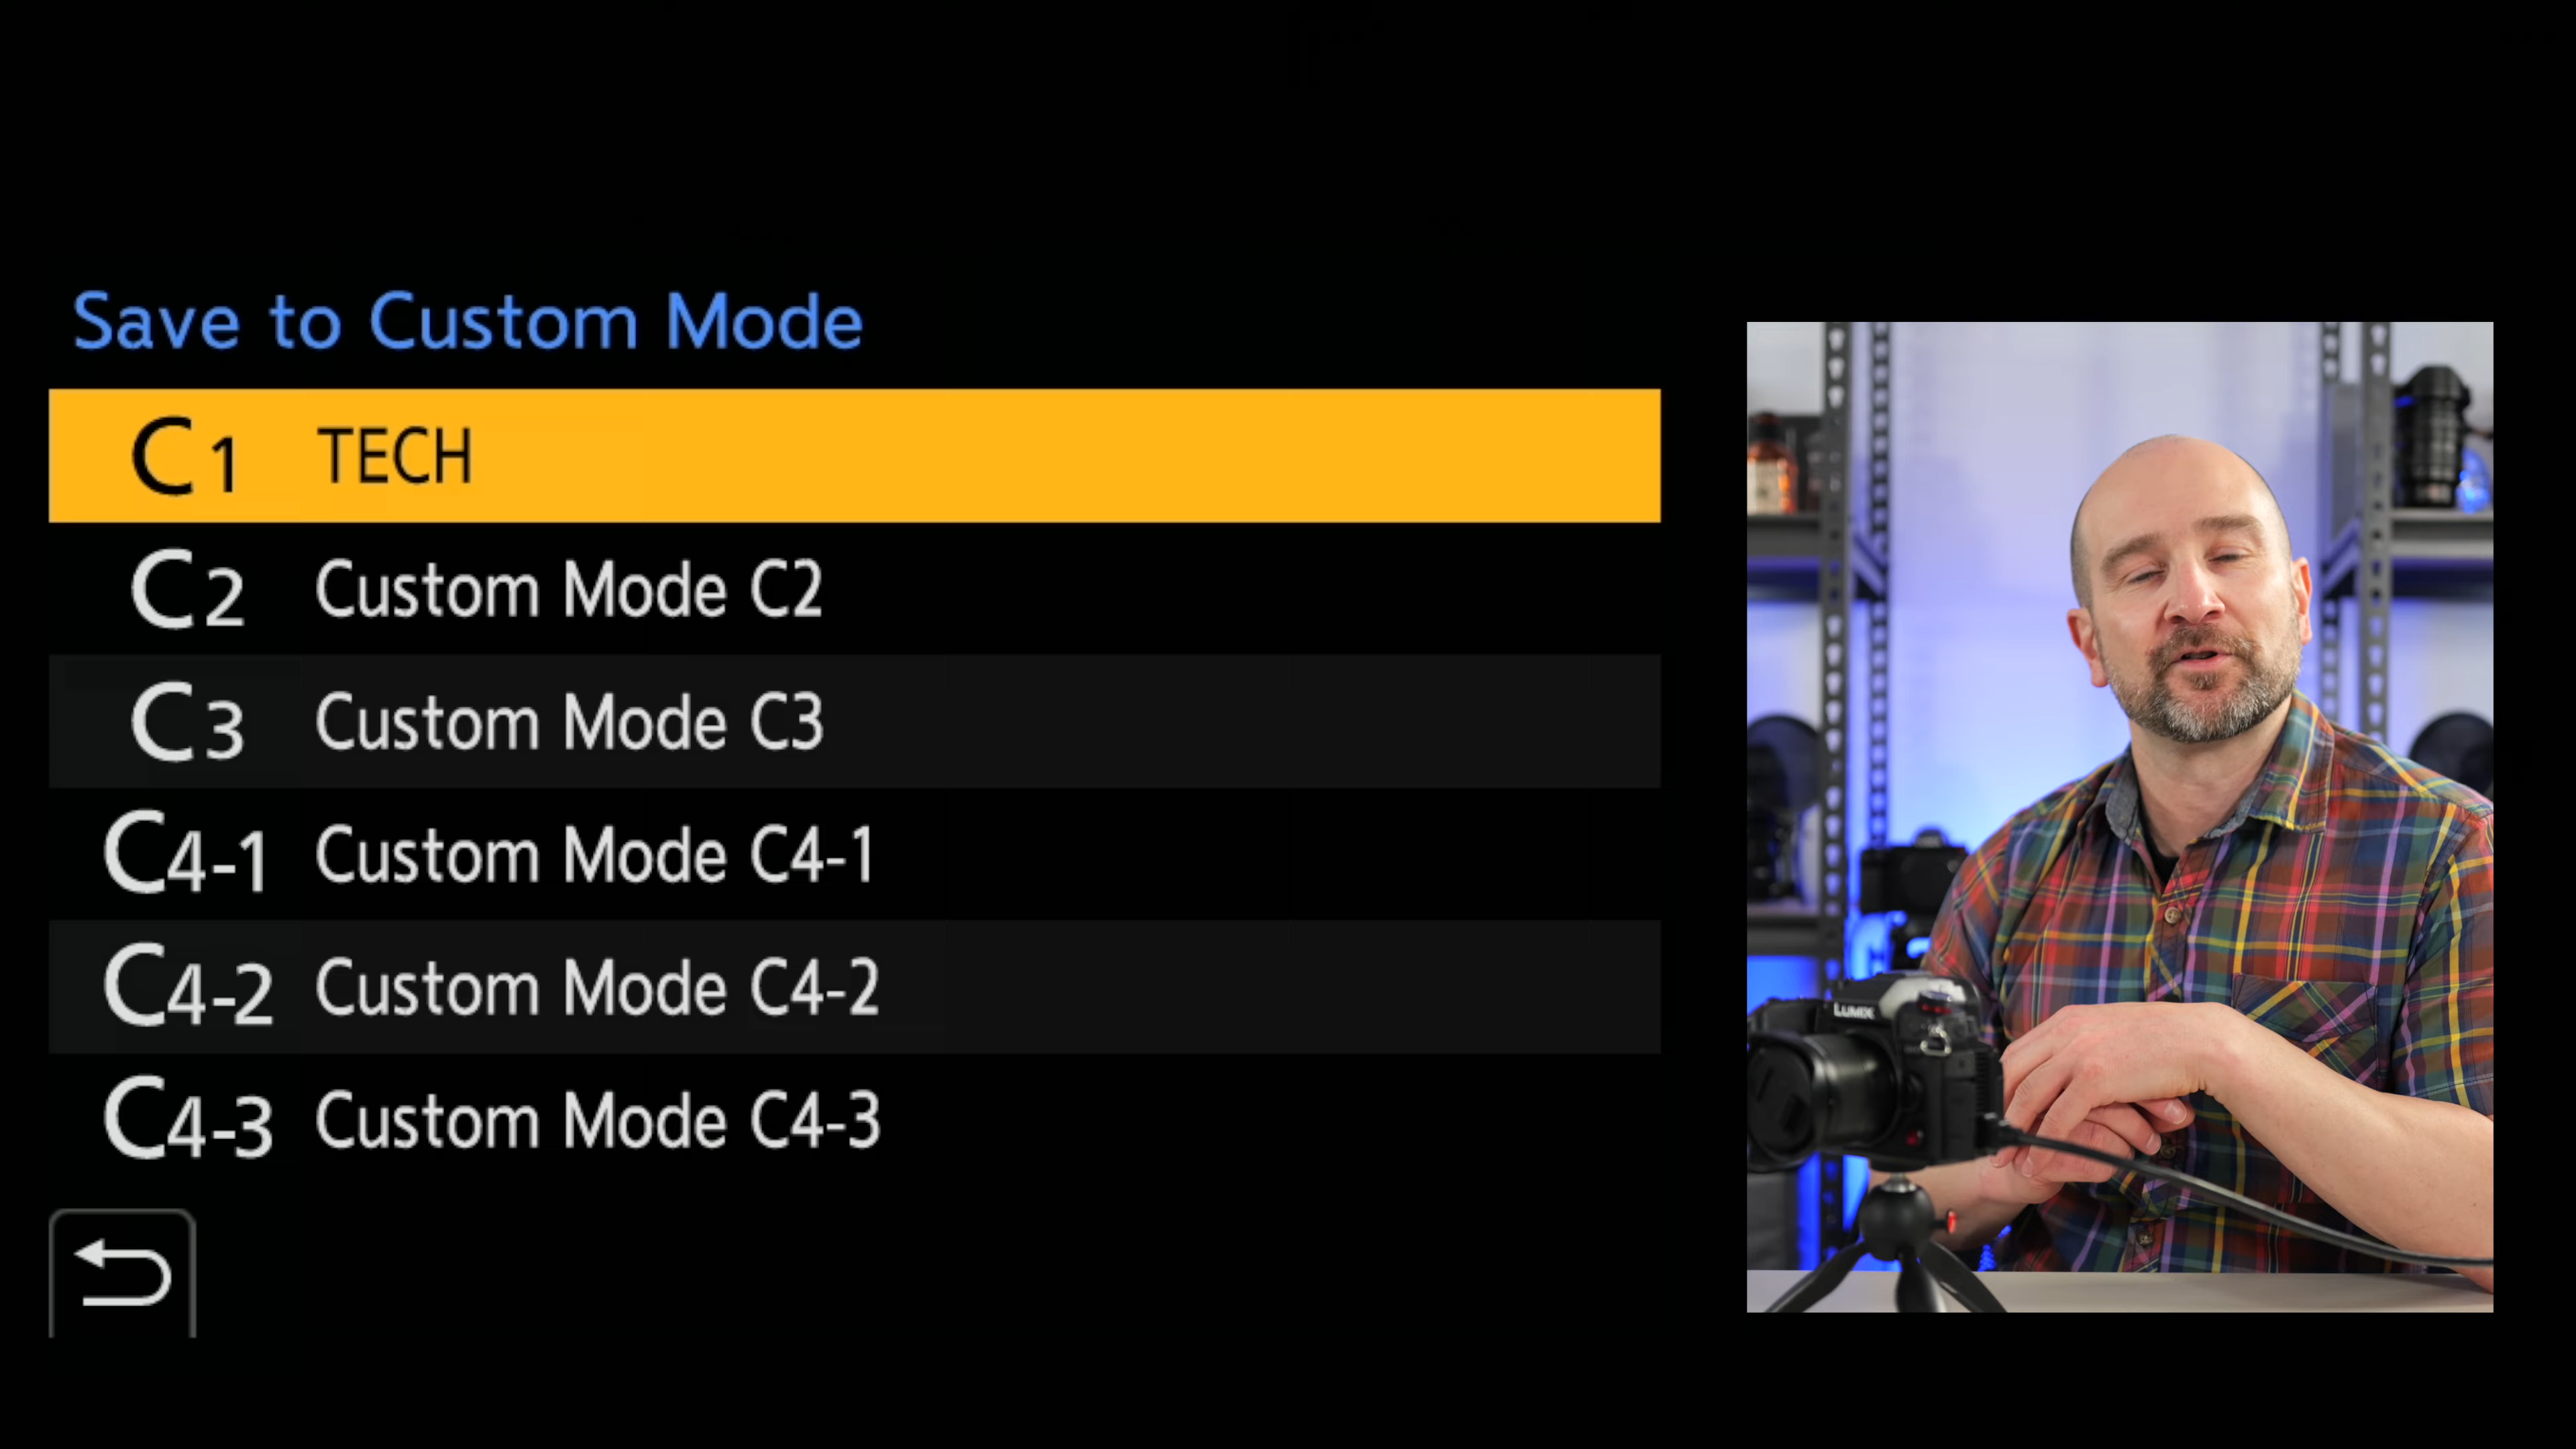 Save to Custom Mode
C1 TECH
C2 Custom Mode C2
C3 Custom Mode C3
C4-1 Custom Mode C4-1
C4-2 Custom Mode C4-2
C4-3 Custom Mode C4-3
LUMIX